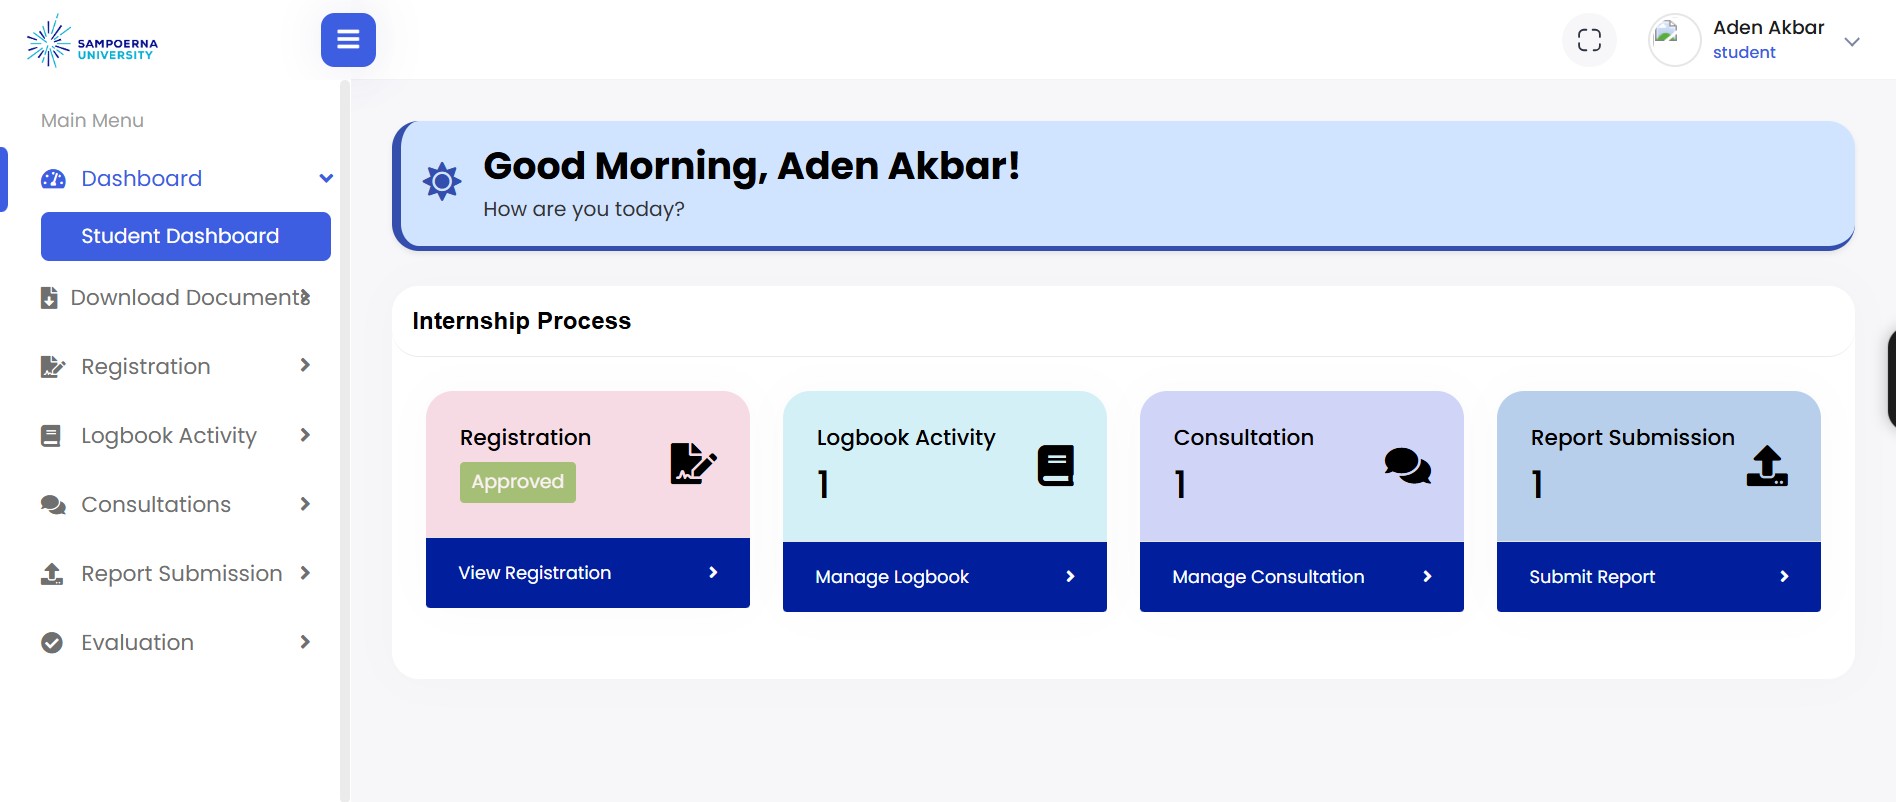 SAMPOERNA
UNIVERSITY
Aden Akbar
student
Main Menu
Dashboard
Student Dashboard
Download Documents
Registration
Logbook Activity
Consultations
Report Submission
Evaluation
Good Morning, Aden Akbar!
How are you today?
Internship Process
Registration
Approved
View Registration
Logbook Activity
1
Manage Logbook
Consultation
1
Manage Consultation
Report Submission
1
Submit Report